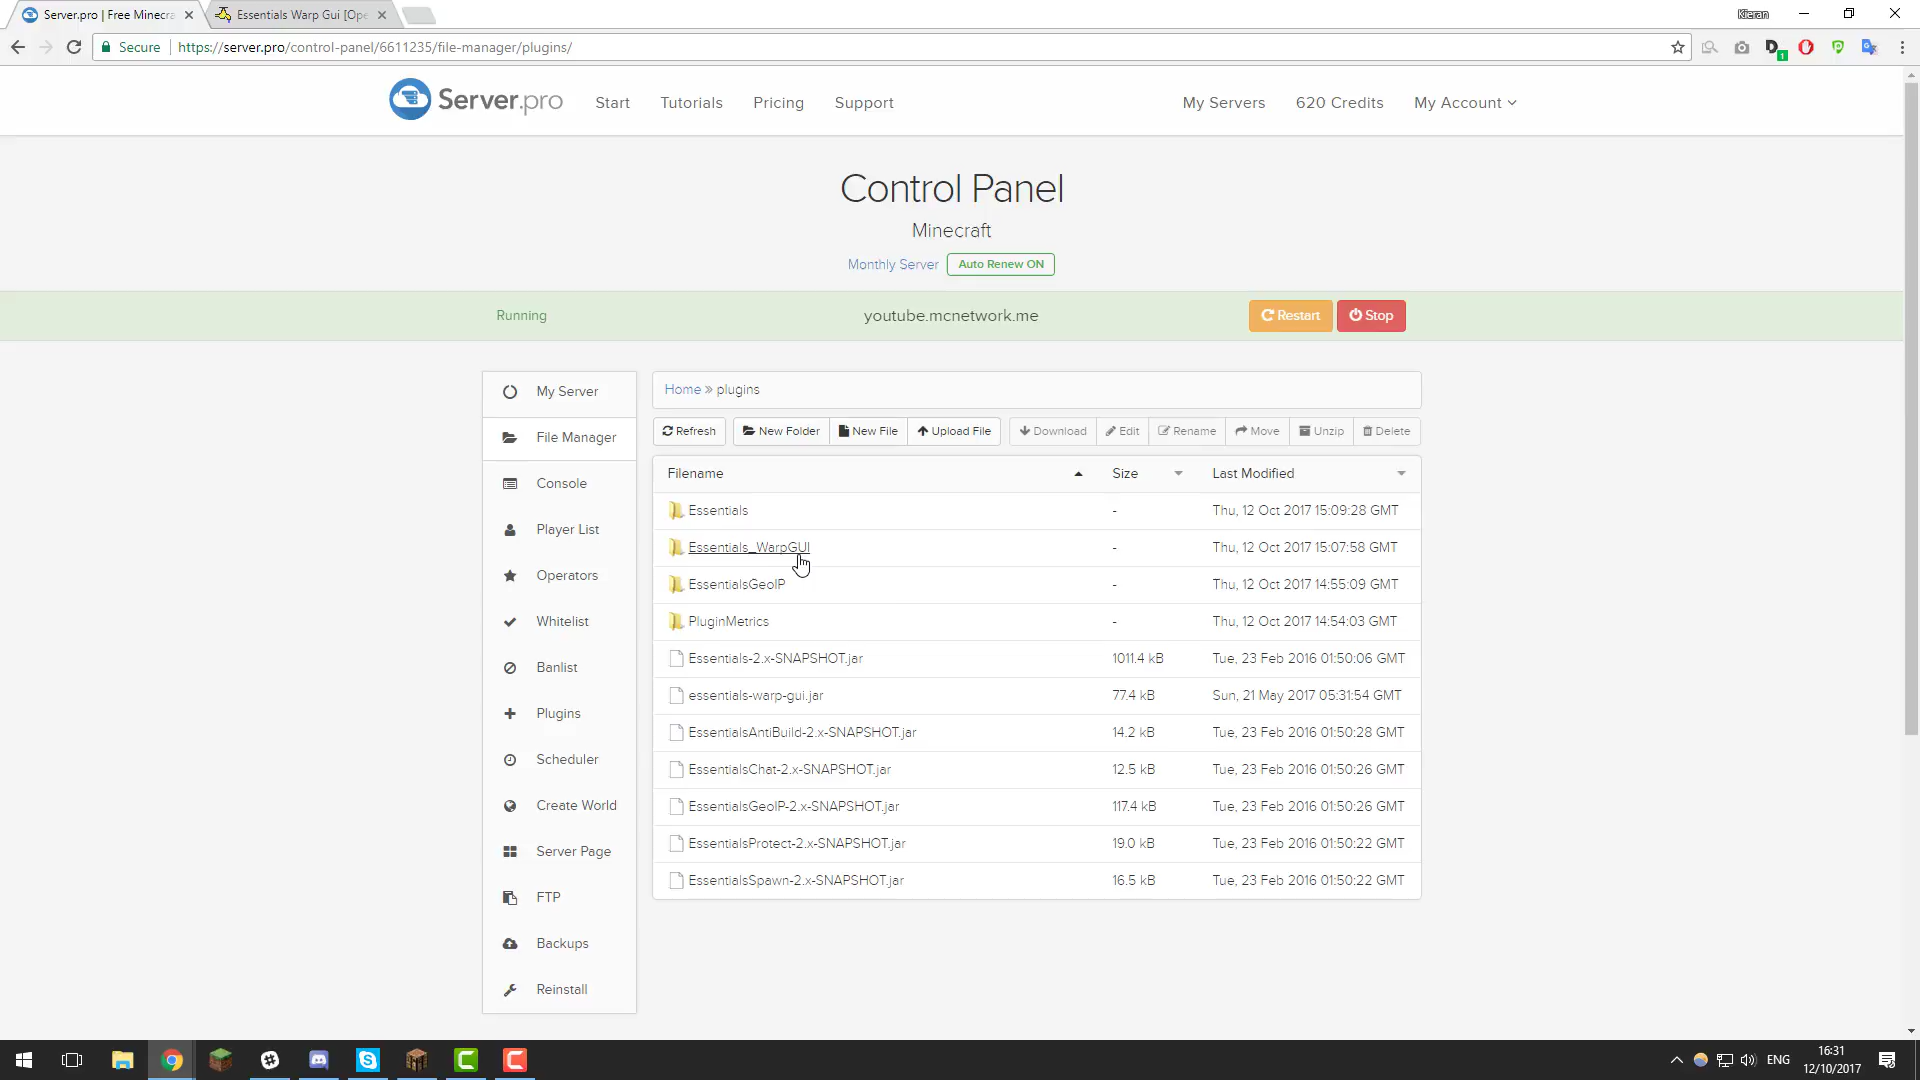 Server.pro | Free Minecra
Essentials Warp Gui [Ope
Kieran
Secure
https://server.pro/control-panel/6611235/file-manager/plugins/
1
Server.pro
Start
Tutorials
Pricing
Support
My Servers
620 Credits
My Account
Control Panel
Minecraft
Monthly Server
Auto Renew ON
Running
youtube.mcnetwork.me
Restart
Stop
My Server
File Manager
Console
Player List
Operators
Whitelist
Banlist
Plugins
Scheduler
Create World
Server Page
FTP
Backups
Reinstall
Home » plugins
Refresh
New Folder
New File
Upload File
Download
Edit
Rename
Move
Unzip
Delete
Filename Size Last Modified
Essentials - Thu, 12 Oct 2017 15:09:28 GMT
Essentials_WarpGUI - Thu, 12 Oct 2017 15:07:58 GMT
EssentialsGeoIP - Thu, 12 Oct 2017 14:55:09 GMT
PluginMetrics - Thu, 12 Oct 2017 14:54:03 GMT
Essentials-2.x-SNAPSHOT.jar 1011.4 kB Tue, 23 Feb 2016 01:50:06 GMT
essentials-warp-gui.jar 77.4 kB Sun, 21 May 2017 05:31:54 GMT
EssentialsAntiBuild-2.x-SNAPSHOT.jar 14.2 kB Tue, 23 Feb 2016 01:50:28 GMT
EssentialsChat-2.x-SNAPSHOT.jar 12.5 kB Tue, 23 Feb 2016 01:50:26 GMT
EssentialsGeoIP-2.x-SNAPSHOT.jar 117.4 kB Tue, 23 Feb 2016 01:50:26 GMT
EssentialsProtect-2.x-SNAPSHOT.jar 19.0 kB Tue, 23 Feb 2016 01:50:22 GMT
EssentialsSpawn-2.x-SNAPSHOT.jar 16.5 kB Tue, 23 Feb 2016 01:50:22 GMT
ENG
16:31
12/10/2017